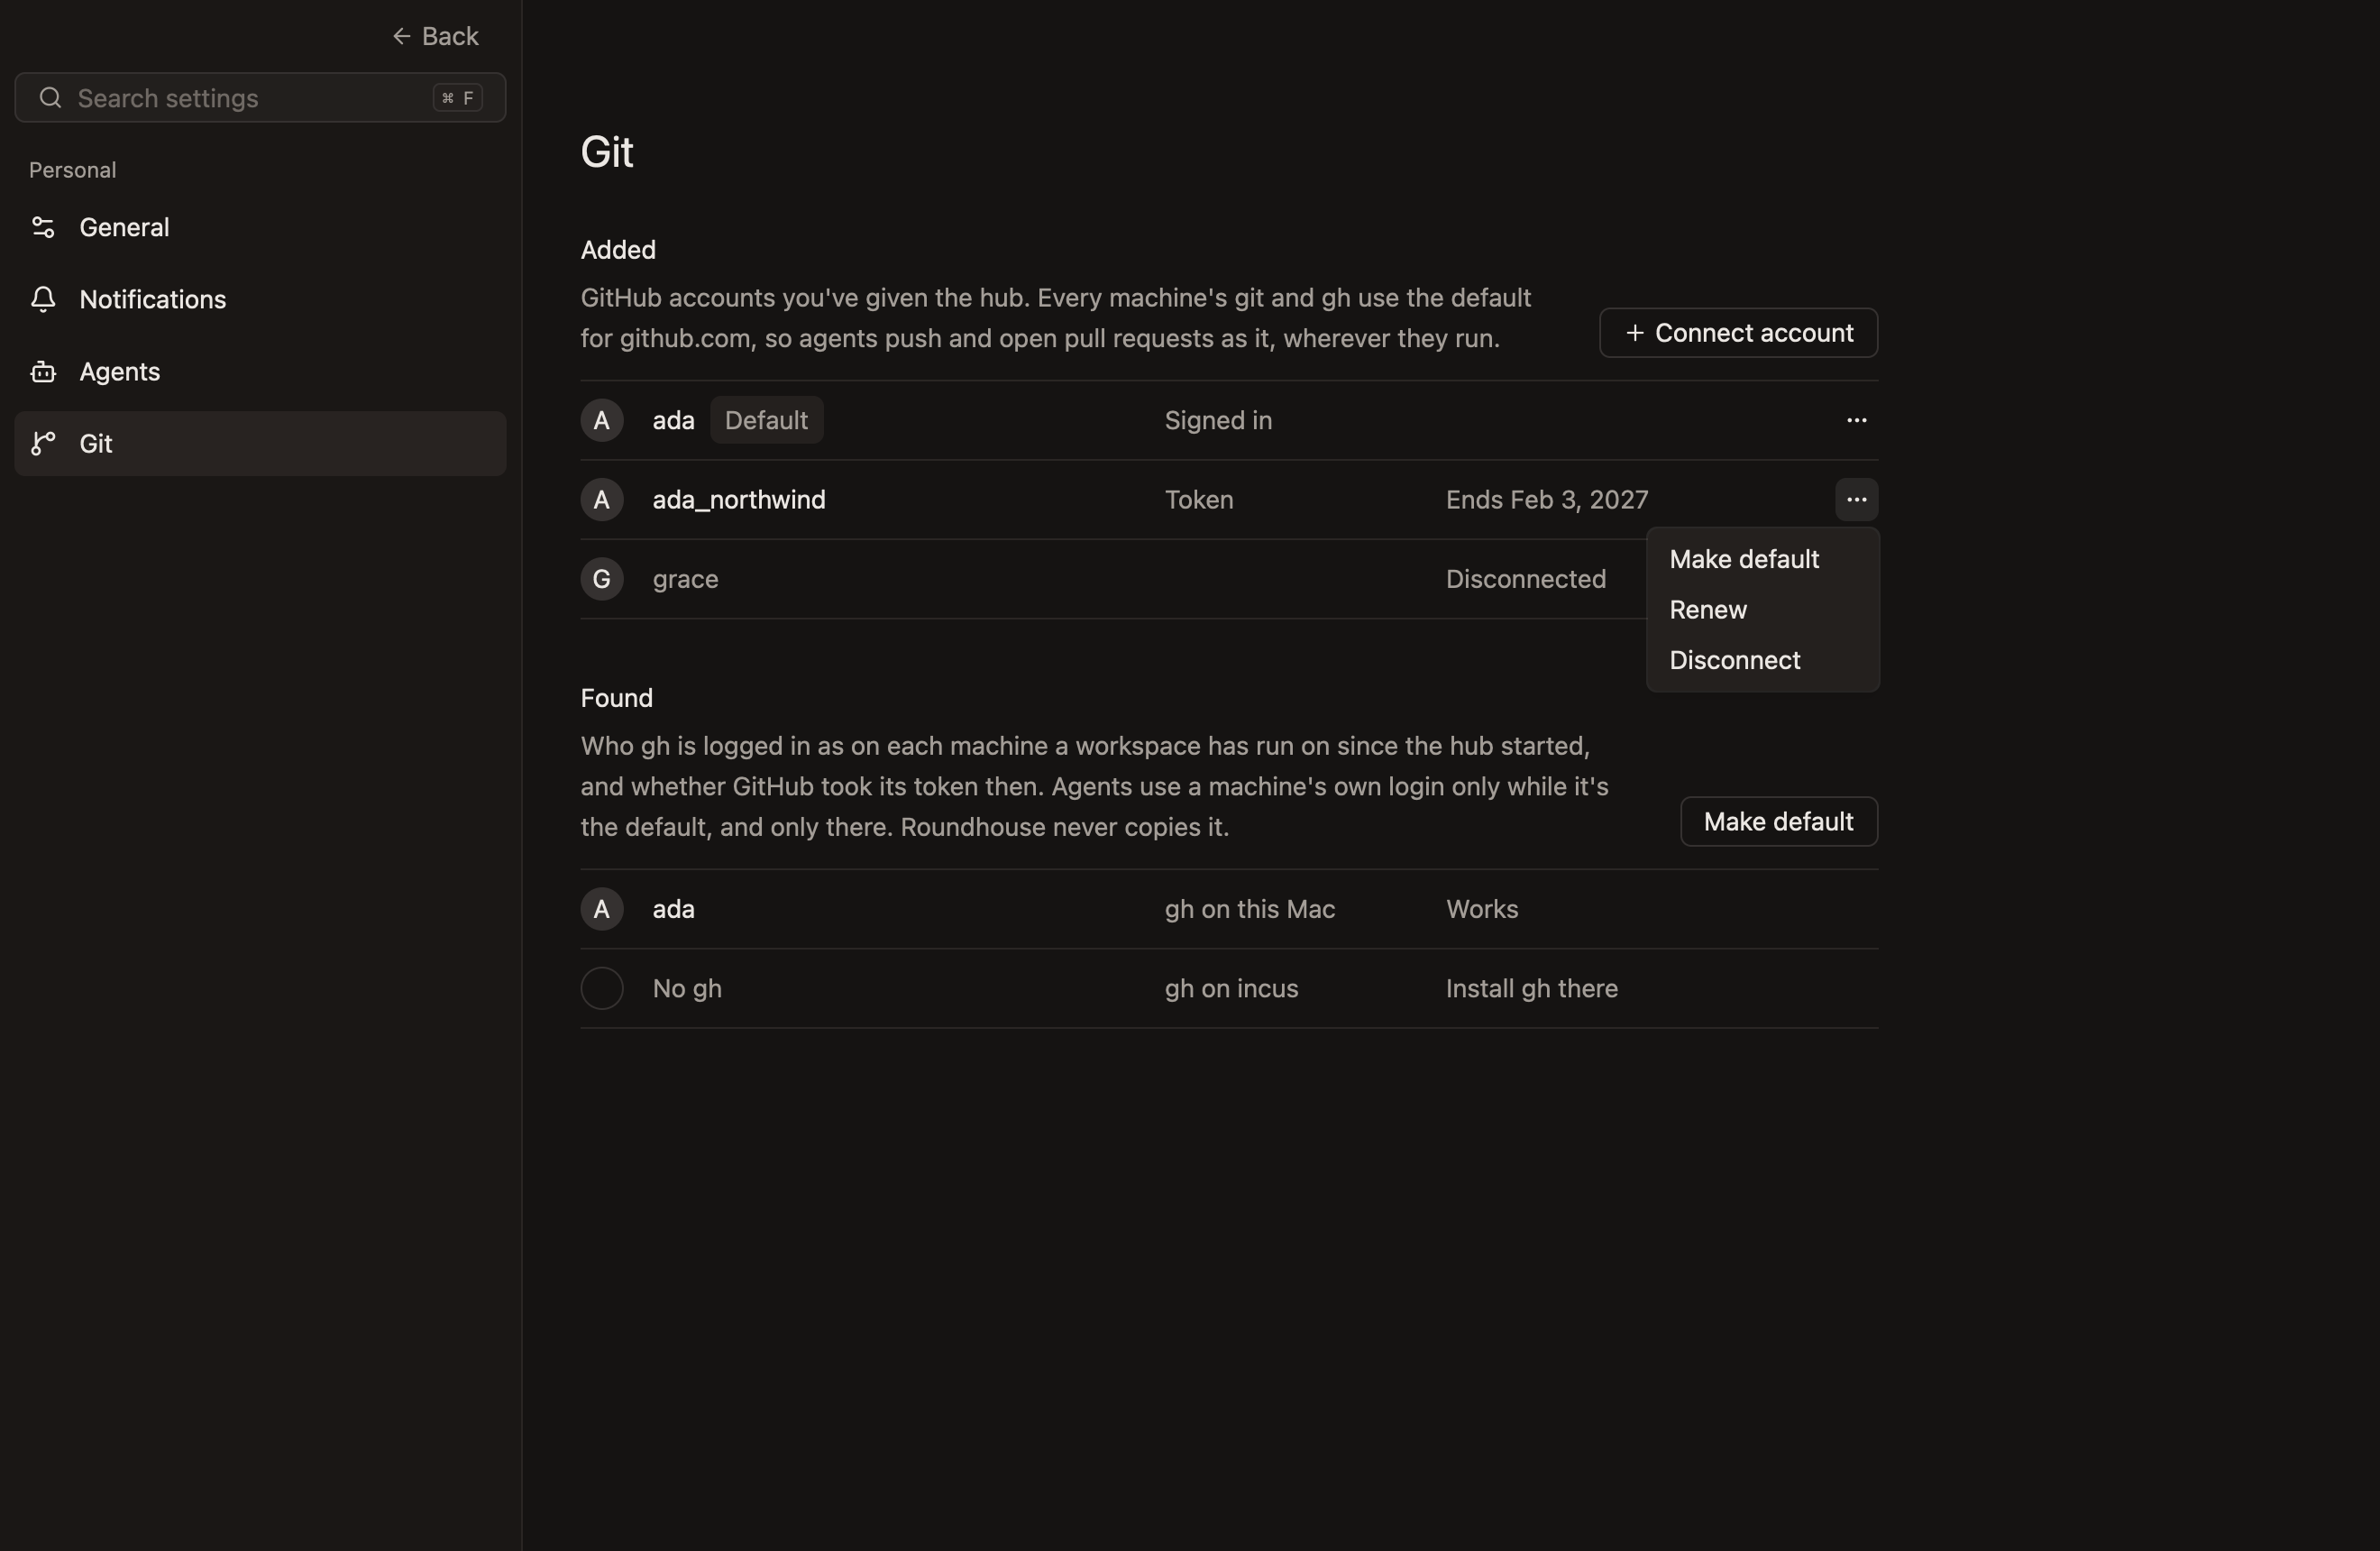 Back
Search settings
⌘ F
Personal
General
Notifications
Agents
Git
Git
Added
GitHub accounts you've given the hub. Every machine's git and gh use the default
for github.com, so agents push and open pull requests as it, wherever they run.
+ Connect account
A ada Default Signed in ...
A ada_northwind Token Ends Feb 3, 2027 ...
G grace Disconnected
Make default
Renew
Disconnect
Found
Who gh is logged in as on each machine a workspace has run on since the hub started,
and whether GitHub took its token then. Agents use a machine's own login only while it's
the default, and only there. Roundhouse never copies it.
Make default
A ada gh on this Mac Works
No gh gh on incus Install gh there